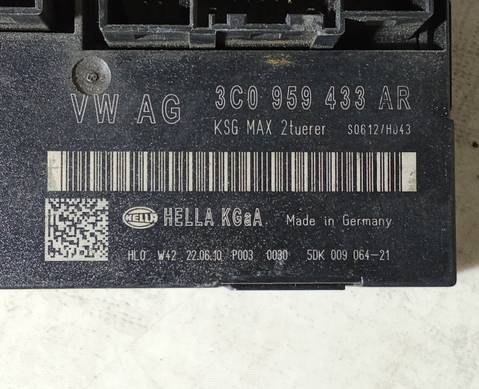 VW AG 3C0 959 433 AR
KSG MAX 2tuerer S0612/H043
HELLA HELLA KGaA Made in Germany
HLO W42 22.06.10 P003 0030 5DK 009 064-21